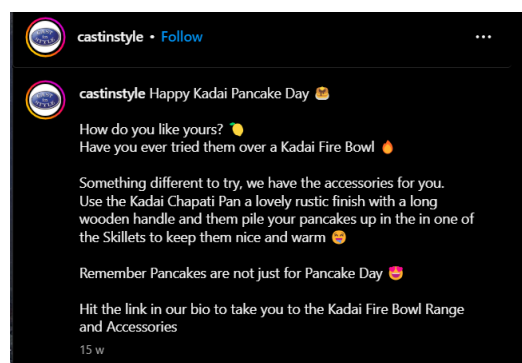 castinstyle • Follow
castinstyle Happy Kadai Pancake Day 🥞
How do you like yours? 🍋
Have you ever tried them over a Kadai Fire Bowl 🔥
Something different to try, we have the accessories for you.
Use the Kadai Chapati Pan a lovely rustic finish with a long
wooden handle and them pile your pancakes up in the in one of
the Skillets to keep them nice and warm 😁
Remember Pancakes are not just for Pancake Day 😍
Hit the link in our bio to take you to the Kadai Fire Bowl Range
and Accessories
15 w